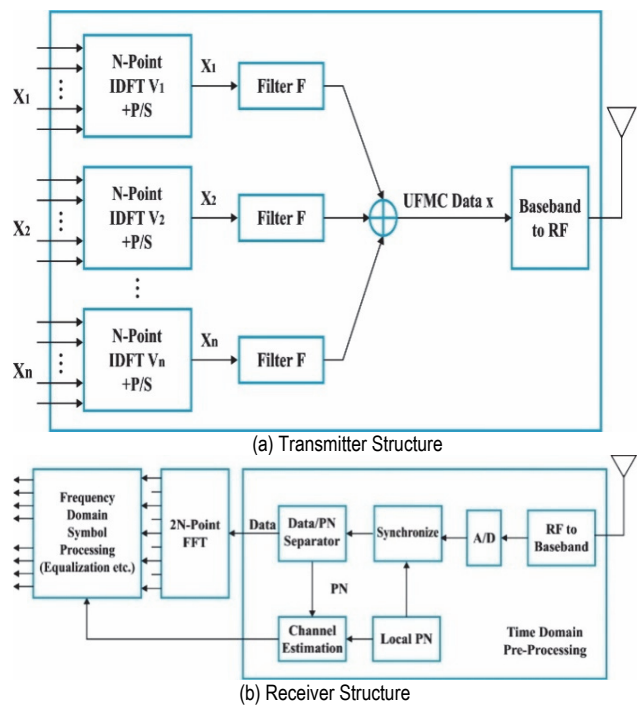 N-Point
IDFT V1
+P/S
X1
X1
Filter F
N-Point
IDFT V2
+P/S
X2
X2
Filter F
UFMC Data x
Baseband
to RF
N-Point
IDFT Vn
+P/S
Xn
Xn
Filter F
(a) Transmitter Structure
Frequency
Domain
Symbol
Processing
(Equalization etc.)
2N-Point
FFT
Data
Data/PN
Separator
Synchronize
A/D
RF to
Baseband
PN
Channel
Estimation
Local PN
Time Domain
Pre-Processing
(b) Receiver Structure